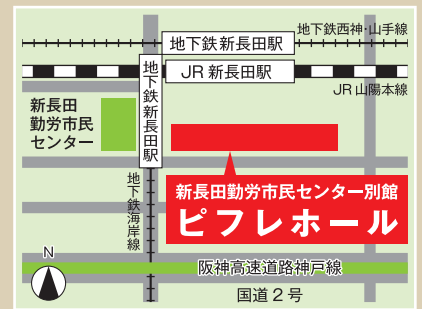 地下鉄西神・山手線
地下鉄新長田駅
JR新長田駅
JR山陽本線
地下鉄新長田駅
新長田
勤労市民
センター
新長田勤労市民センター別館
ピフレホール
地下鉄海岸線
阪神高速道路神戸線
N
国道2号